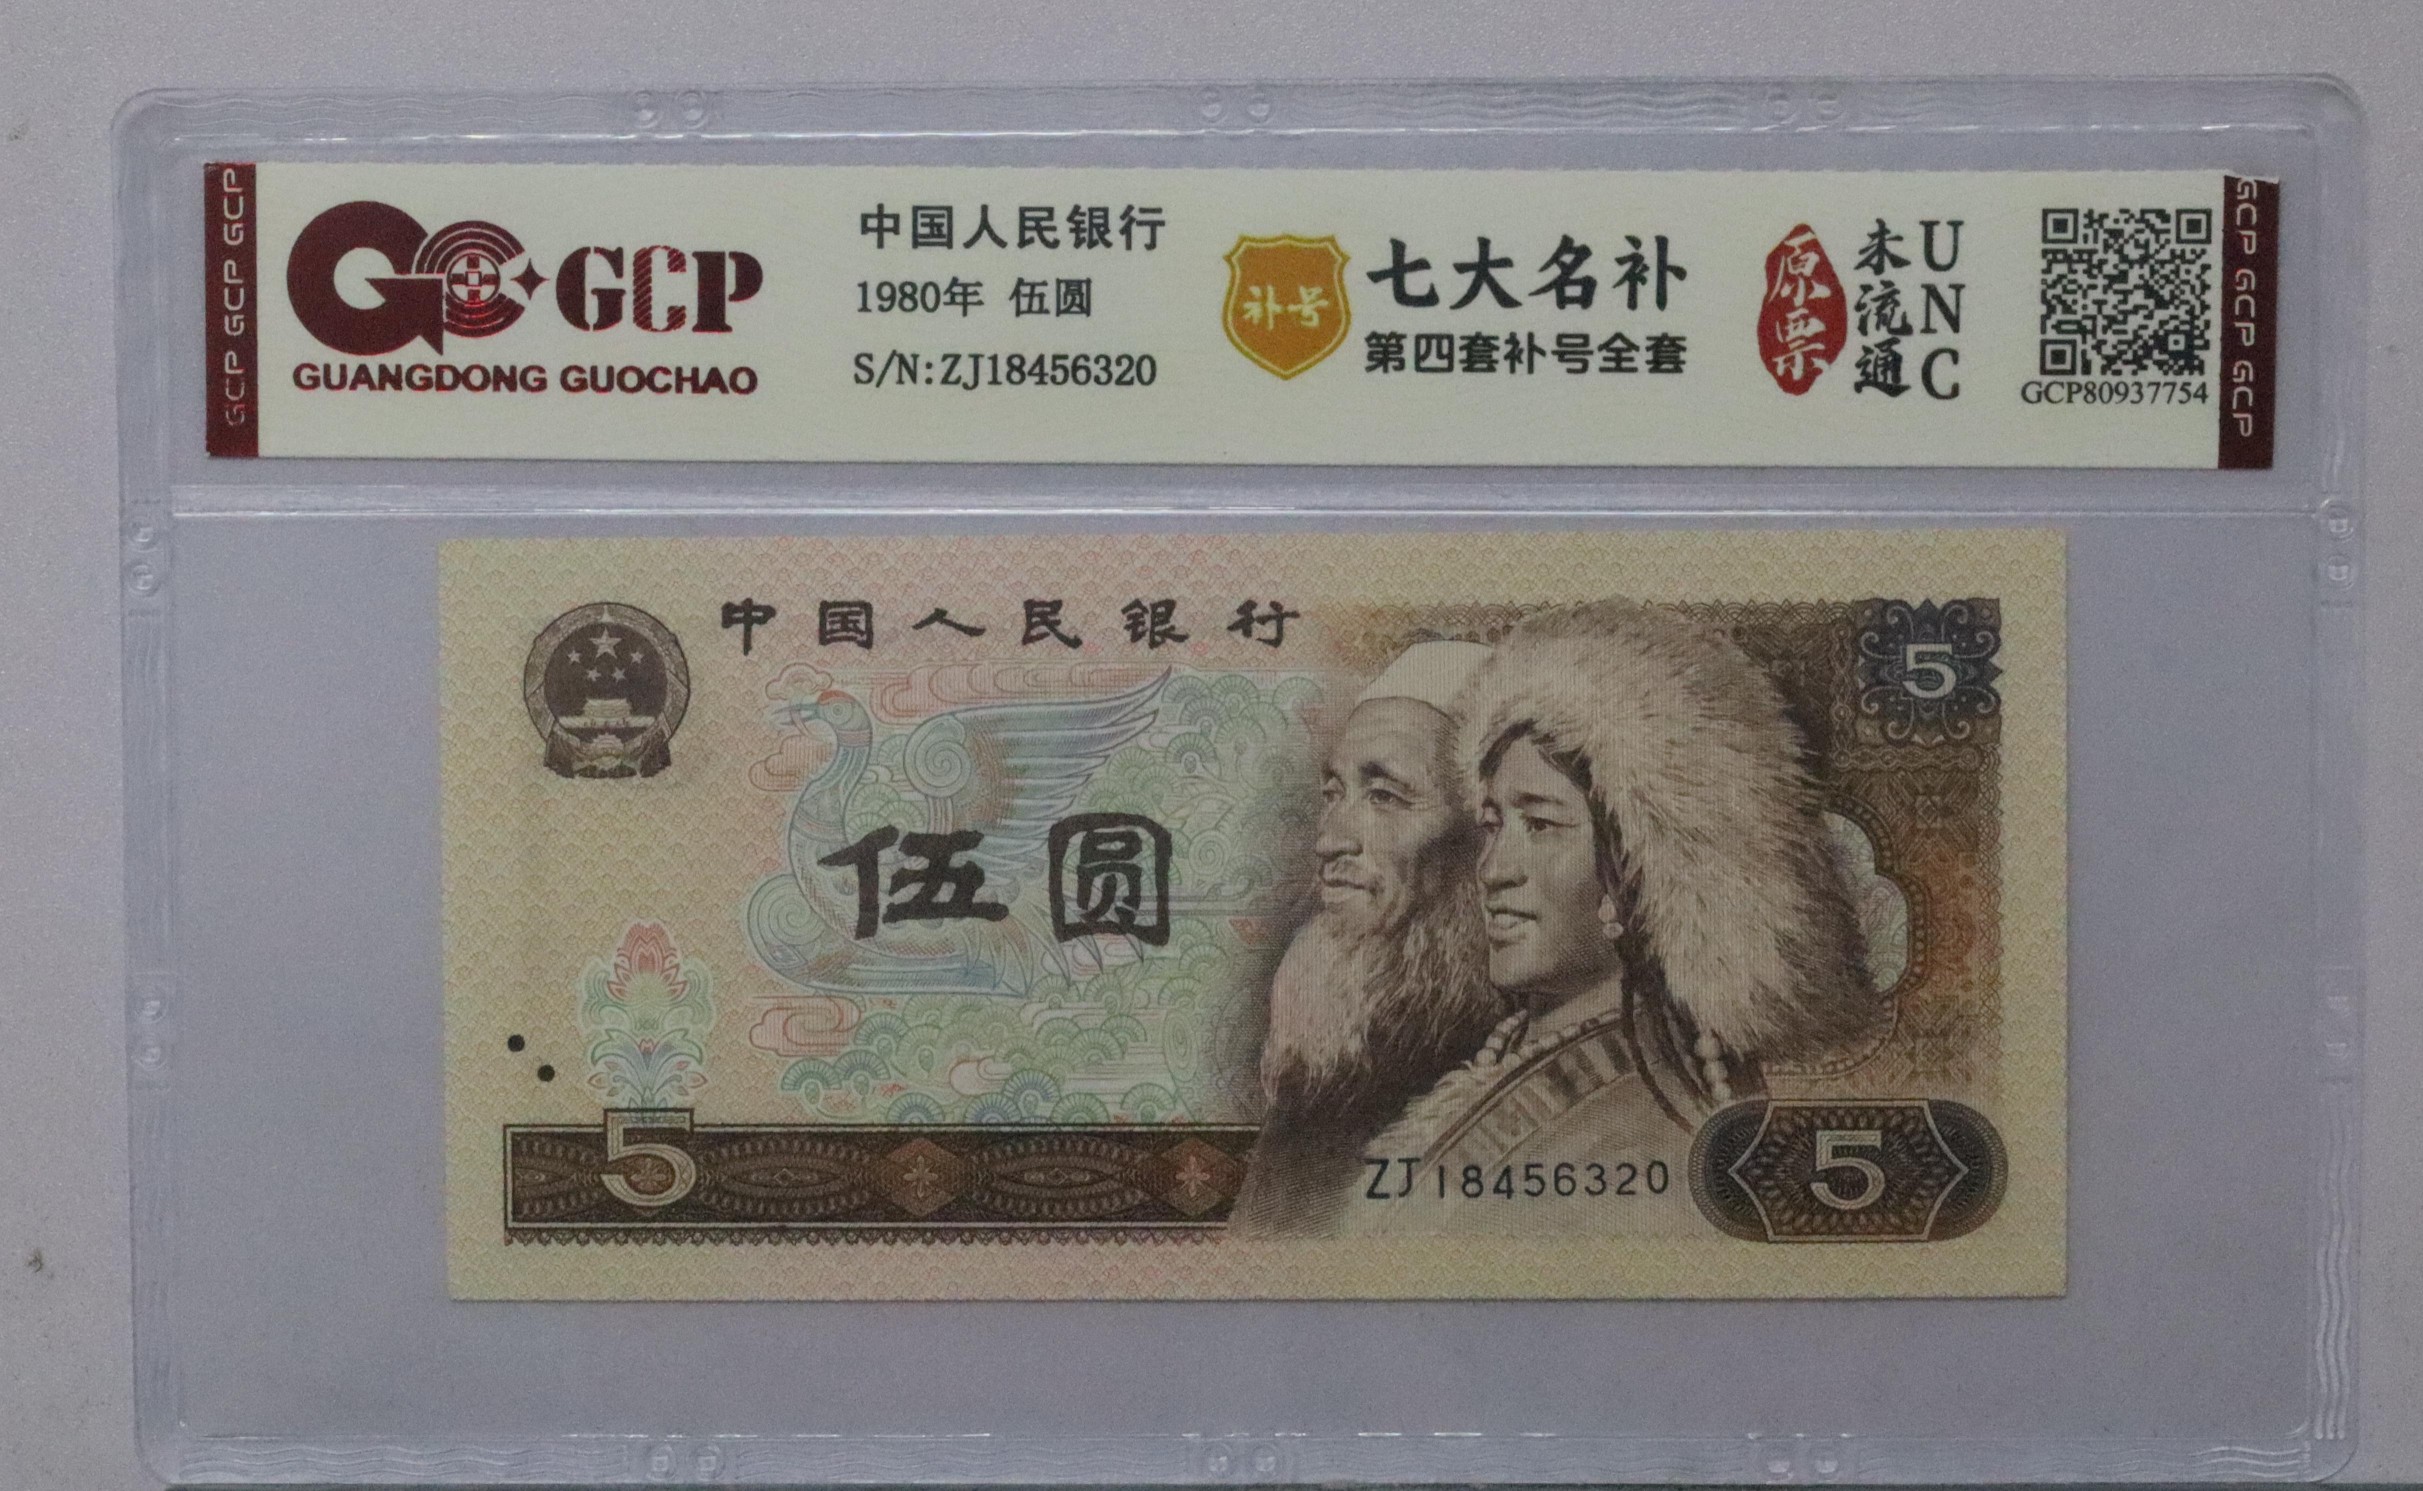 GCP GCP GCP
GCP
GUANGDONG GUOCHAO
中国人民银行
1980年 伍圆
S/N:ZJ18456320
补号
七大名补
第四套补号全套
原票
未流通
UNC
GCP80937754
GCP GCP GCP
中国人民银行
5
伍圆
5
ZJ18456320
5